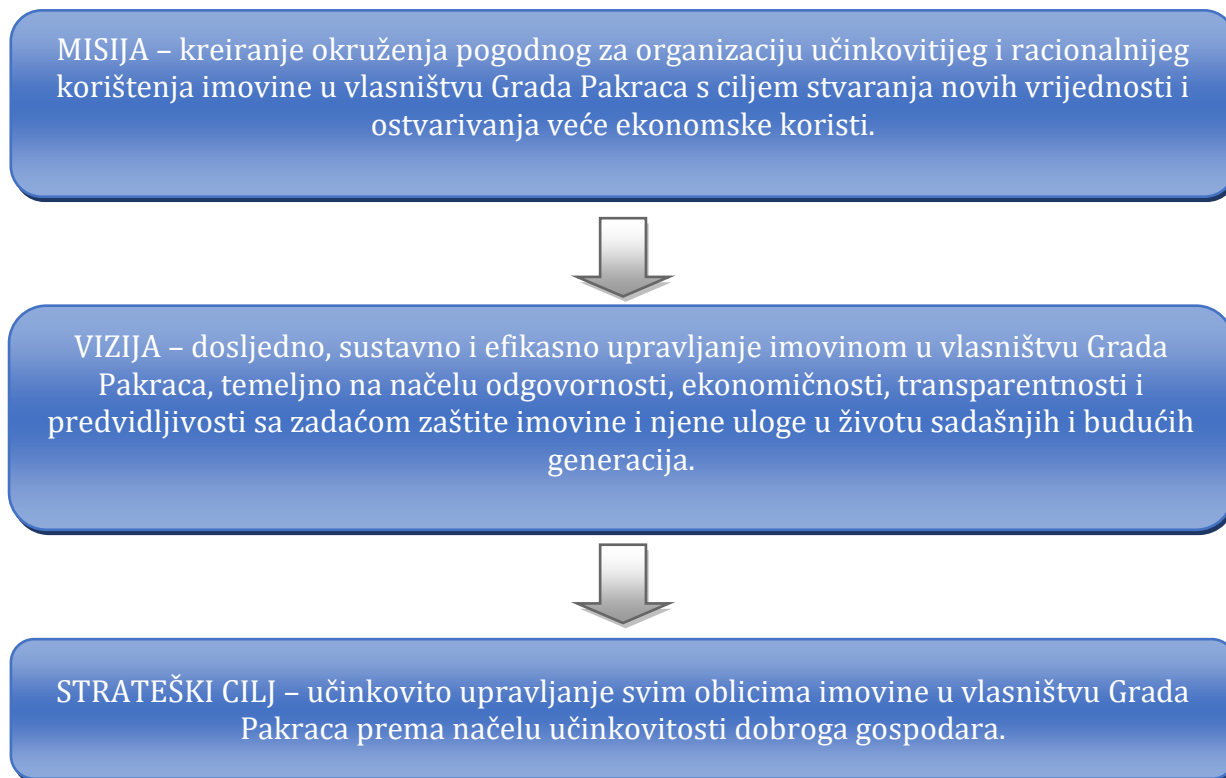 MISIJA – kreiranje okruženja pogodnog za organizaciju učinkovitijeg i racionalnijeg
korištenja imovine u vlasništvu Grada Pakraca s ciljem stvaranja novih vrijednosti i
ostvarivanja veće ekonomske koristi.
VIZIJA – dosljedno, sustavno i efikasno upravljanje imovinom u vlasništvu Grada
Pakraca, temeljno na načelu odgovornosti, ekonomičnosti, transparentnosti i
predvidljivosti sa zadaćom zaštite imovine i njene uloge u životu sadašnjih i budućih
generacija.
STRATEŠKI CILJ – učinkovito upravljanje svim oblicima imovine u vlasništvu Grada
Pakraca prema načelu učinkovitosti dobroga gospodara.